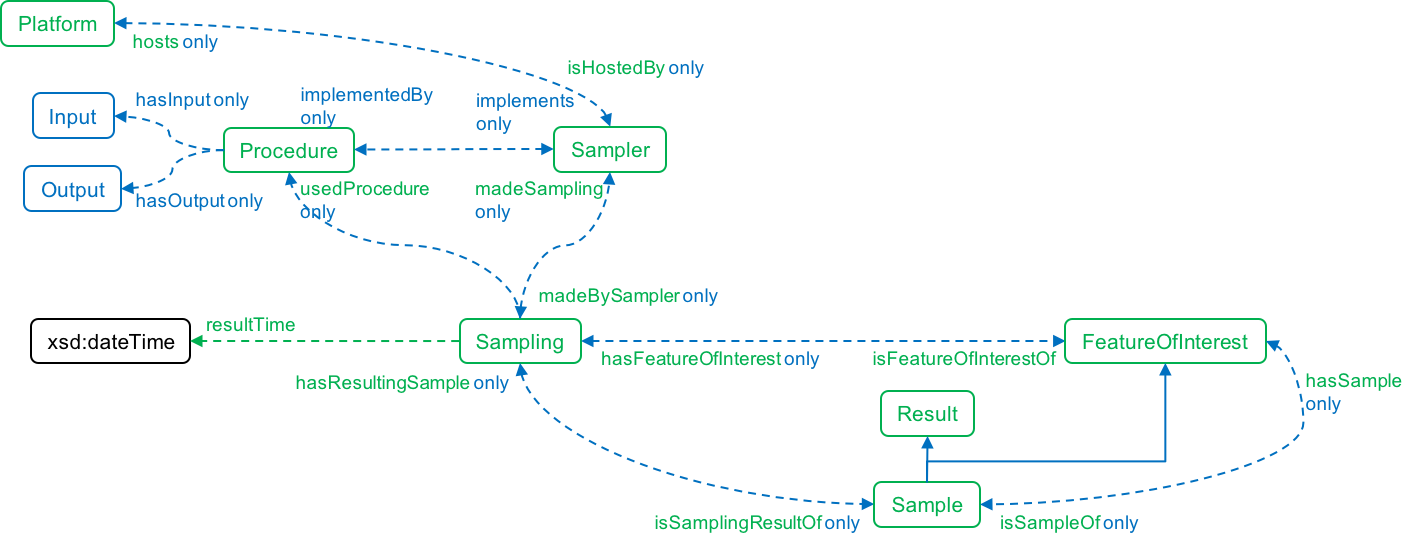 Platform
hosts only
isHostedBy only
hasInput only
implementedBy
only
implements
only
Input
Procedure
Sampler
Output
hasOutput only
usedProcedure
only
madeSampling
only
madeBySampler only
resultTime
xsd:dateTime
Sampling
hasFeatureOfInterest only
isFeatureOfInterestOf
FeatureOfInterest
hasResultingSample only
hasSample
only
Result
Sample
isSamplingResultOf only
isSampleOf only